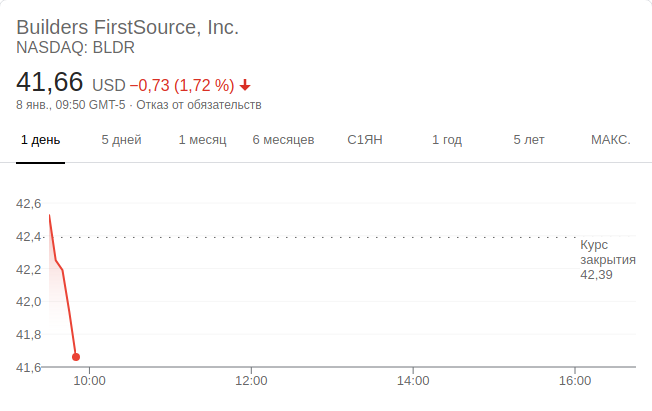 Builders FirstSource, Inc.
NASDAQ: BLDR
41,66 USD −0,73 (1,72 %)
8 янв., 09:50 GMT-5 · Отказ от обязательств
1 день 5 дней 1 месяц 6 месяцев С1ЯН 1 год 5 лет МАКС.
42,6
42,4
Курс
закрытия
42,39
42,2
42,0
41,8
41,6
10:00 12:00 14:00 16:00